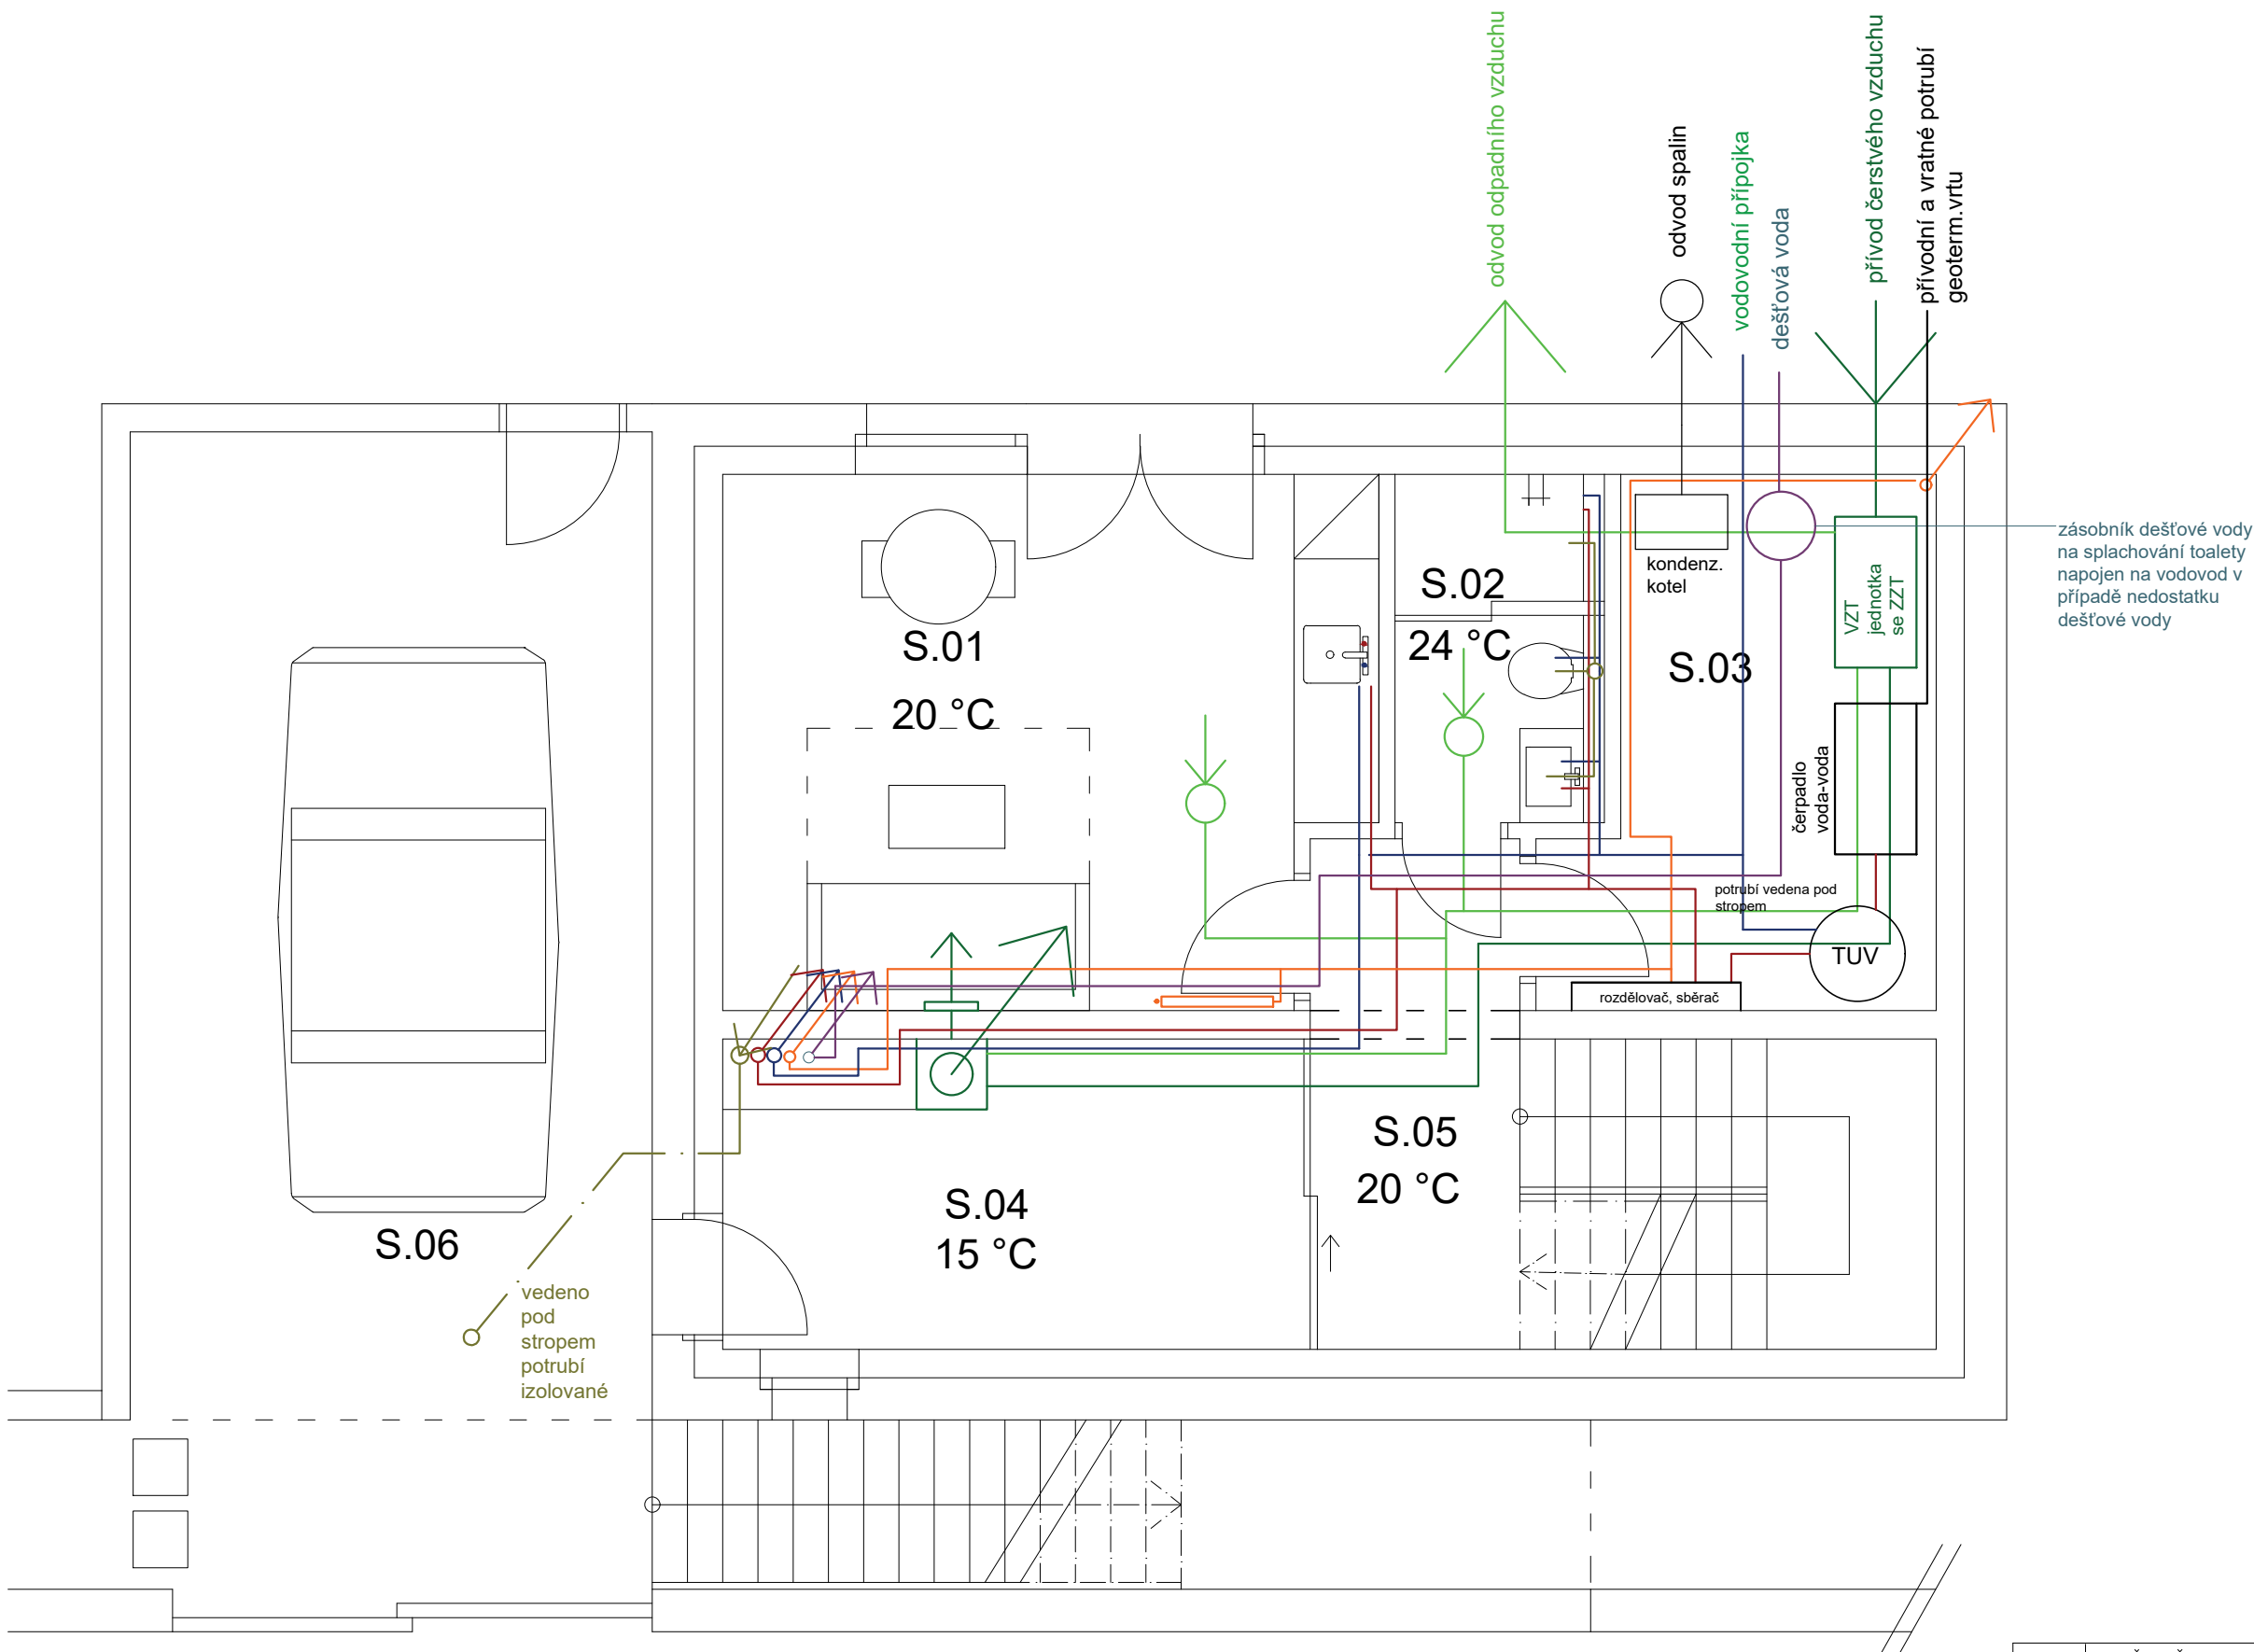 odvod odpadního vzduchu
odvod spalin
vodovodní přípojka
dešťová voda
přívod čerstvého vzduchu
přívodní a vratné potrubí
geoterm.vrtu
zásobník dešťové vody
na splachování toalety
napojen na vodovod v
případě nedostatku
dešťové vody
kondenz.
kotel
VZT
jednotka
se ZZT
S.01
20 °C
S.02
24 °C
S.03
čerpadlo
voda-voda
potrubí vedena pod
stropem
TUV
rozdělovač, sběrač
S.05
20 °C
S.04
15 °C
S.06
vedeno
pod
stropem
potrubí
izolované